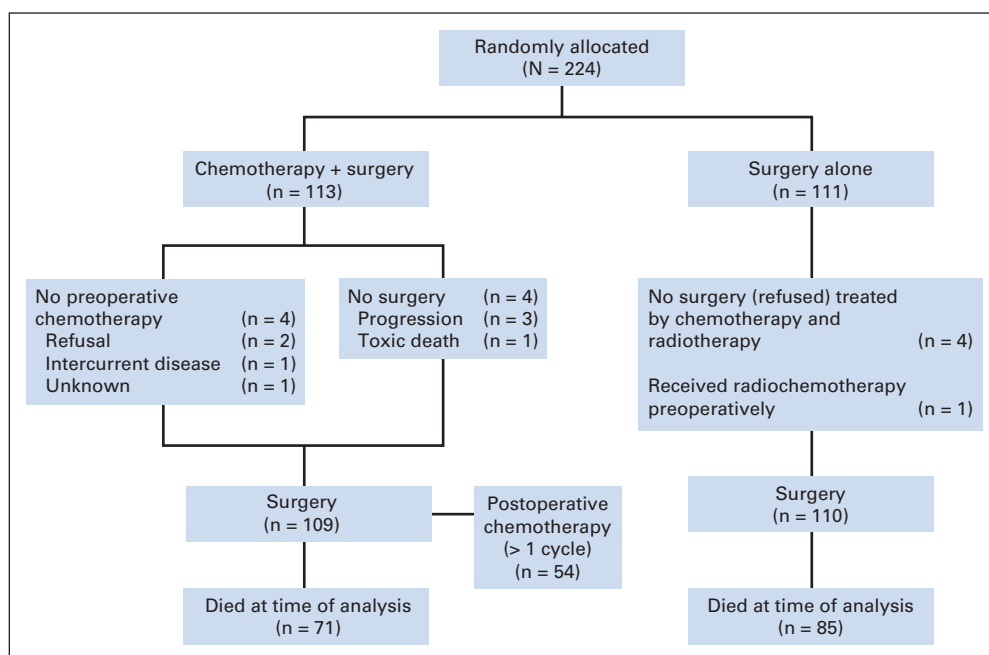 Randomly allocated
(N = 224)
Chemotherapy + surgery
(n = 113)
Surgery alone
(n = 111)
No preoperative
chemotherapy (n = 4)
Refusal (n = 2)
Intercurrent disease (n = 1)
Unknown (n = 1)
No surgery (n = 4)
Progression (n = 3)
Toxic death (n = 1)
No surgery (refused) treated
by chemotherapy and
radiotherapy (n = 4)
Received radiochemotherapy
preoperatively (n = 1)
Surgery
(n = 109)
Postoperative
chemotherapy
(> 1 cycle)
(n = 54)
Surgery
(n = 110)
Died at time of analysis
(n = 71)
Died at time of analysis
(n = 85)